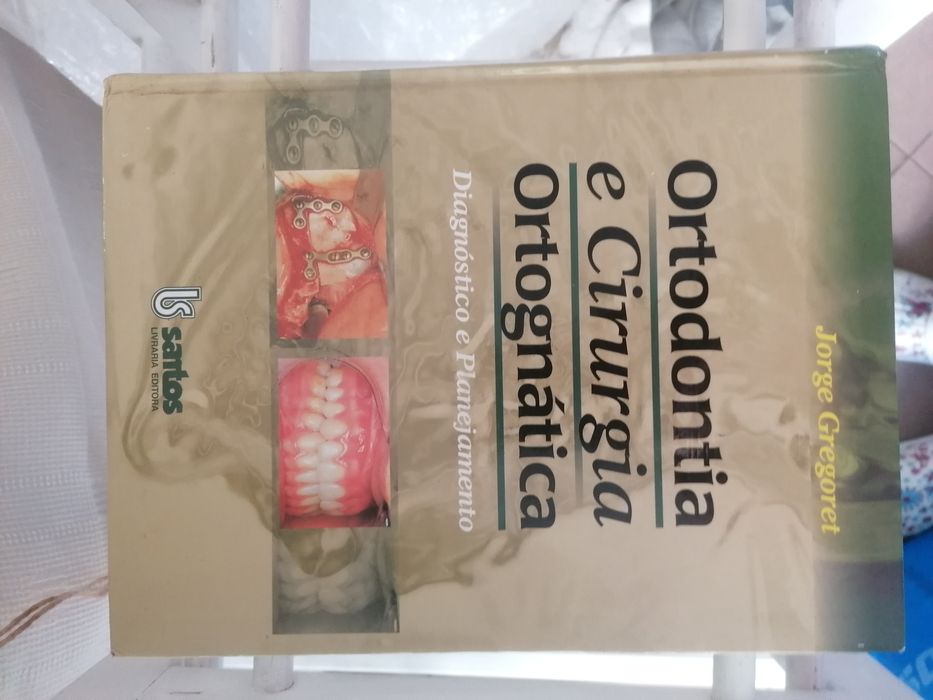 Jorge Gregoret
Ortodontia
e Cirurgia
Ortognática
Diagnóstico e Planejamento
santos
LIVRARIA EDITORA